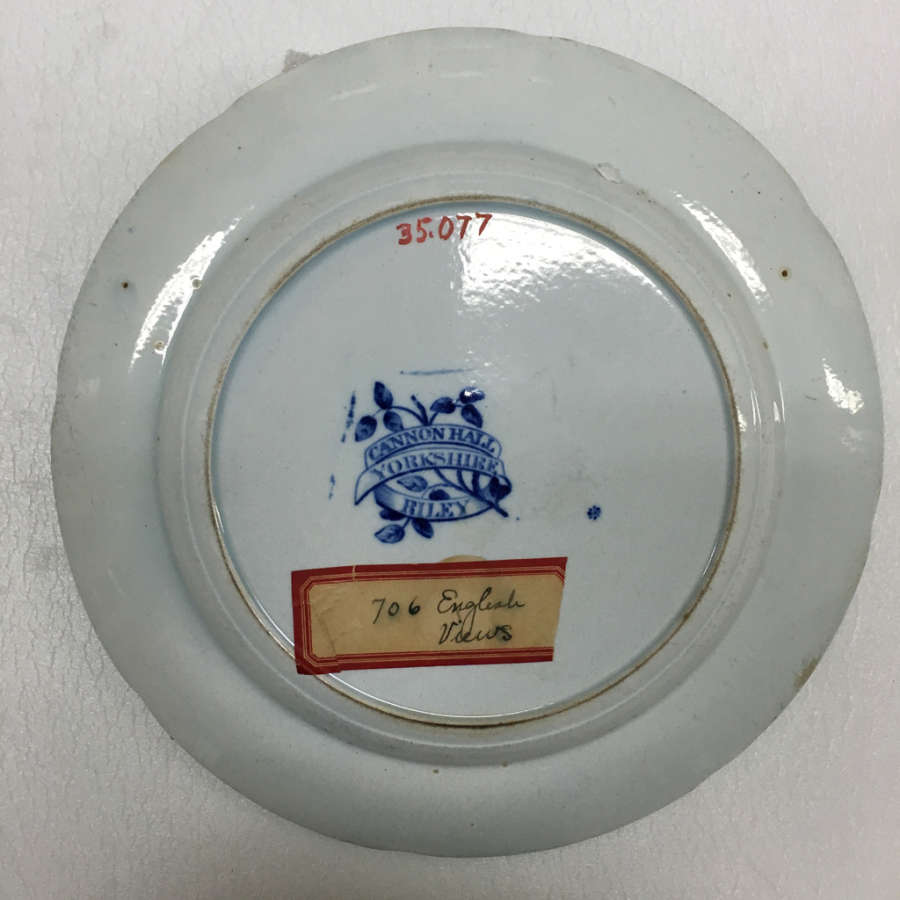 35.077
CANNON HALL
YORKSHIRE
RILEY
706 English
Views